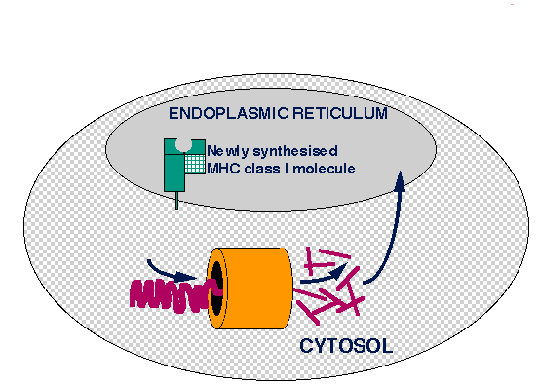 ENDOPLASMIC RETICULUM
Newly synthesised
MHC class I molecule
CYTOSOL